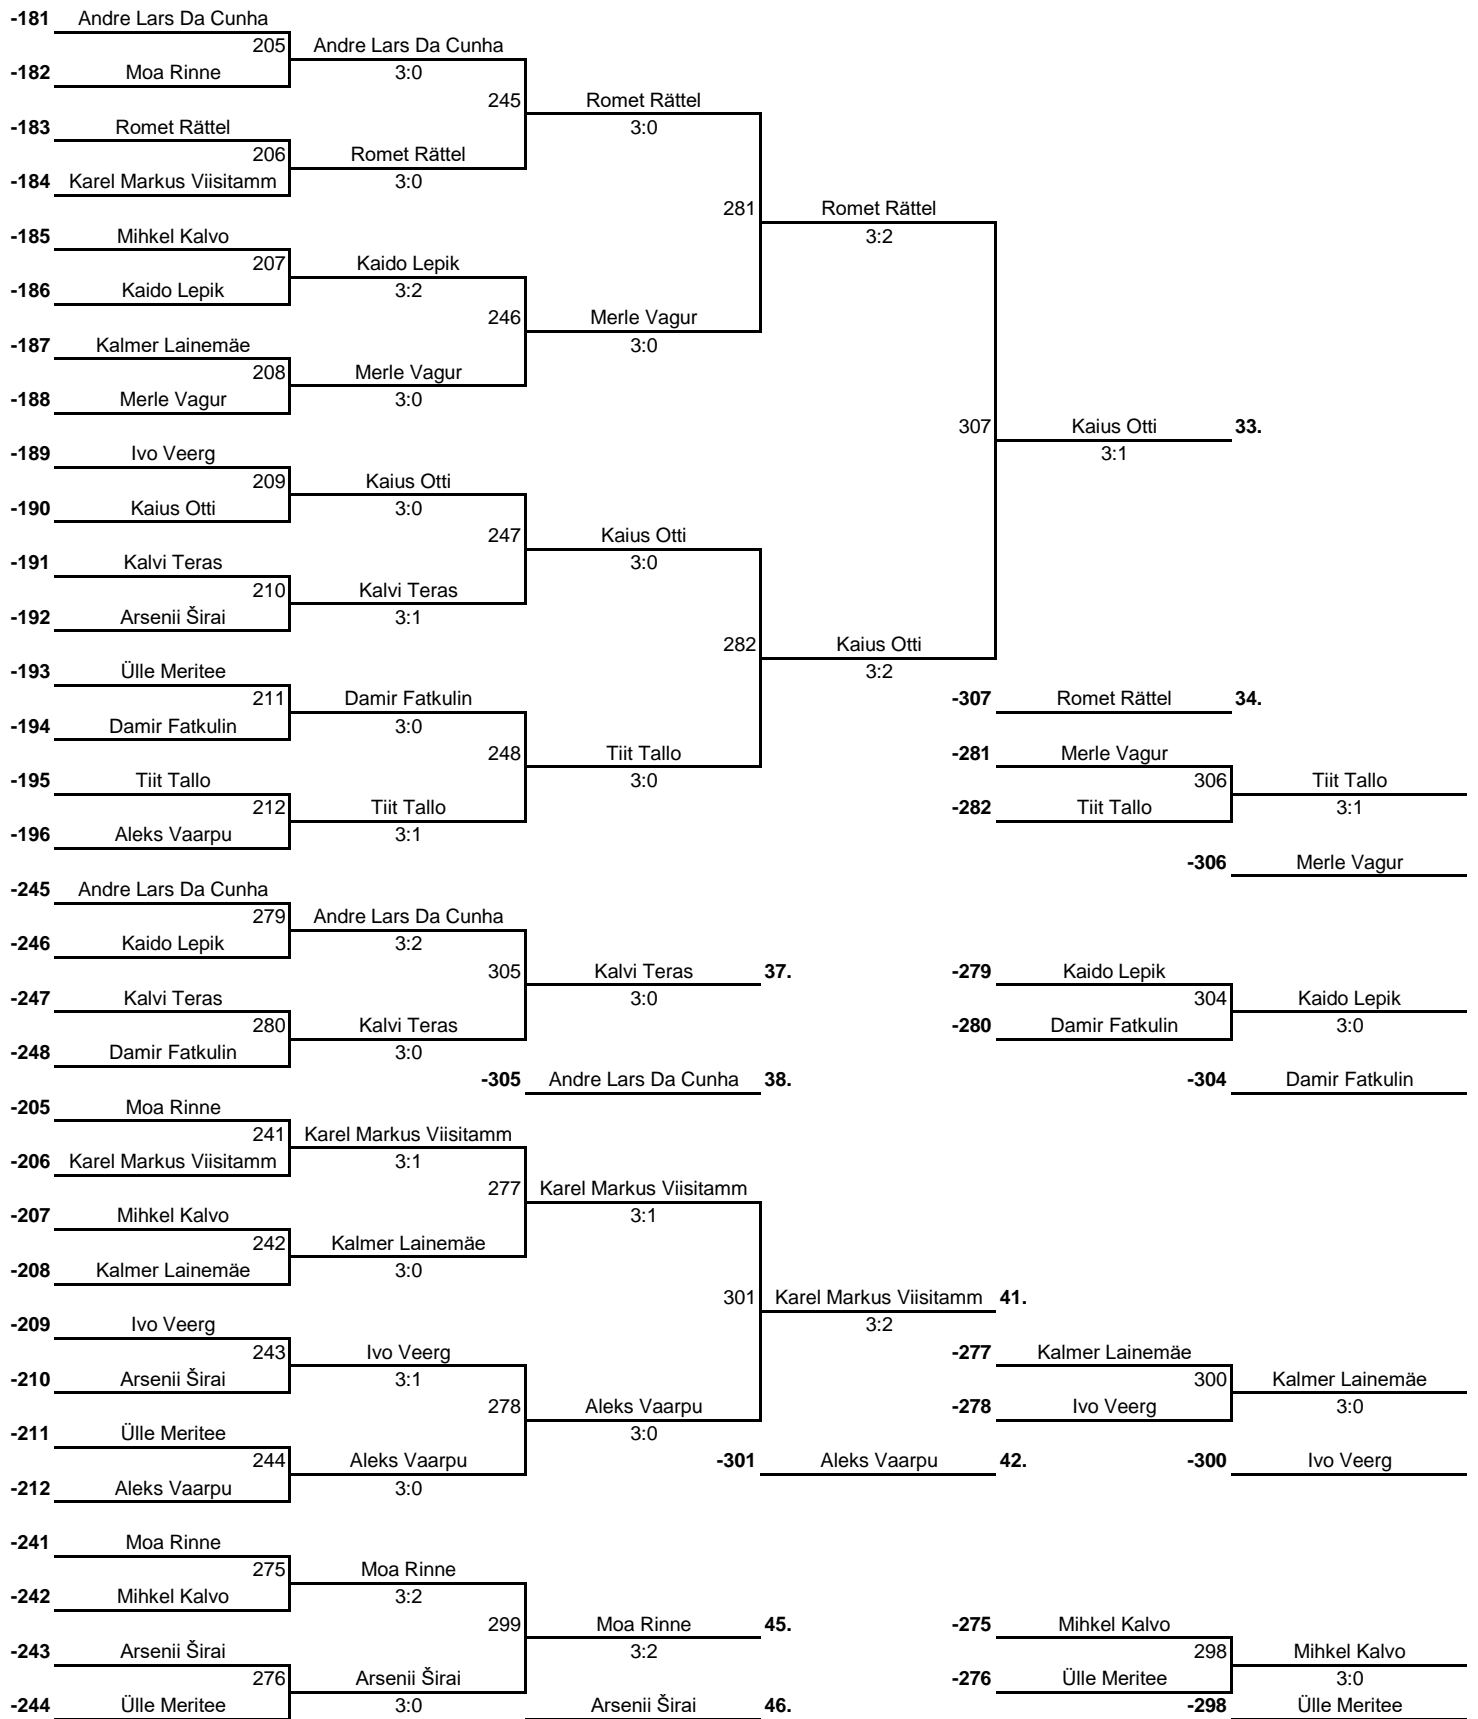 -181 Andre Lars Da Cunha
205 Andre Lars Da Cunha
-182 Moa Rinne 3:0
245 Romet Rättel
-183 Romet Rättel 3:0
206 Romet Rättel
-184 Karel Markus Viisitamm 3:0
281 Romet Rättel
-185 Mihkel Kalvo 3:2
207 Kaido Lepik
-186 Kaido Lepik 3:2
246 Merle Vagur
-187 Kalmer Lainemäe 3:0
208 Merle Vagur
-188 Merle Vagur 3:0
307 Kaius Otti 33.
-189 Ivo Veerg 3:1
209 Kaius Otti
-190 Kaius Otti 3:0
247 Kaius Otti
-191 Kalvi Teras 3:0
210 Kalvi Teras
-192 Arsenii Širai 3:1
282 Kaius Otti
-193 Ülle Meritee 3:2
211 Damir Fatkulin -307 Romet Rättel 34.
-194 Damir Fatkulin 3:0
248 Tiit Tallo -281 Merle Vagur
-195 Tiit Tallo 3:0 306 Tiit Tallo
212 Tiit Tallo -282 Tiit Tallo 3:1
-196 Aleks Vaarpu 3:1
-306 Merle Vagur
-245 Andre Lars Da Cunha
279 Andre Lars Da Cunha
-246 Kaido Lepik 3:2
305 Kalvi Teras 37. -279 Kaido Lepik
-247 Kalvi Teras 3:0 304 Kaido Lepik
280 Kalvi Teras -280 Damir Fatkulin 3:0
-248 Damir Fatkulin 3:0
-305 Andre Lars Da Cunha 38. -304 Damir Fatkulin
-205 Moa Rinne
241 Karel Markus Viisitamm
-206 Karel Markus Viisitamm 3:1
277 Karel Markus Viisitamm
-207 Mihkel Kalvo 3:1
242 Kalmer Lainemäe
-208 Kalmer Lainemäe 3:0
301 Karel Markus Viisitamm 41.
-209 Ivo Veerg 3:2
243 Ivo Veerg -277 Kalmer Lainemäe
-210 Arsenii Širai 3:1 300 Kalmer Lainemäe
278 Aleks Vaarpu -278 Ivo Veerg 3:0
-211 Ülle Meritee 3:0
244 Aleks Vaarpu -301 Aleks Vaarpu 42. -300 Ivo Veerg
-212 Aleks Vaarpu 3:0
-241 Moa Rinne
275 Moa Rinne
-242 Mihkel Kalvo 3:2
299 Moa Rinne 45. -275 Mihkel Kalvo
-243 Arsenii Širai 3:2 298 Mihkel Kalvo
276 Arsenii Širai -276 Ülle Meritee 3:0
-244 Ülle Meritee 3:0 Arsenii Širai 46. -298 Ülle Meritee